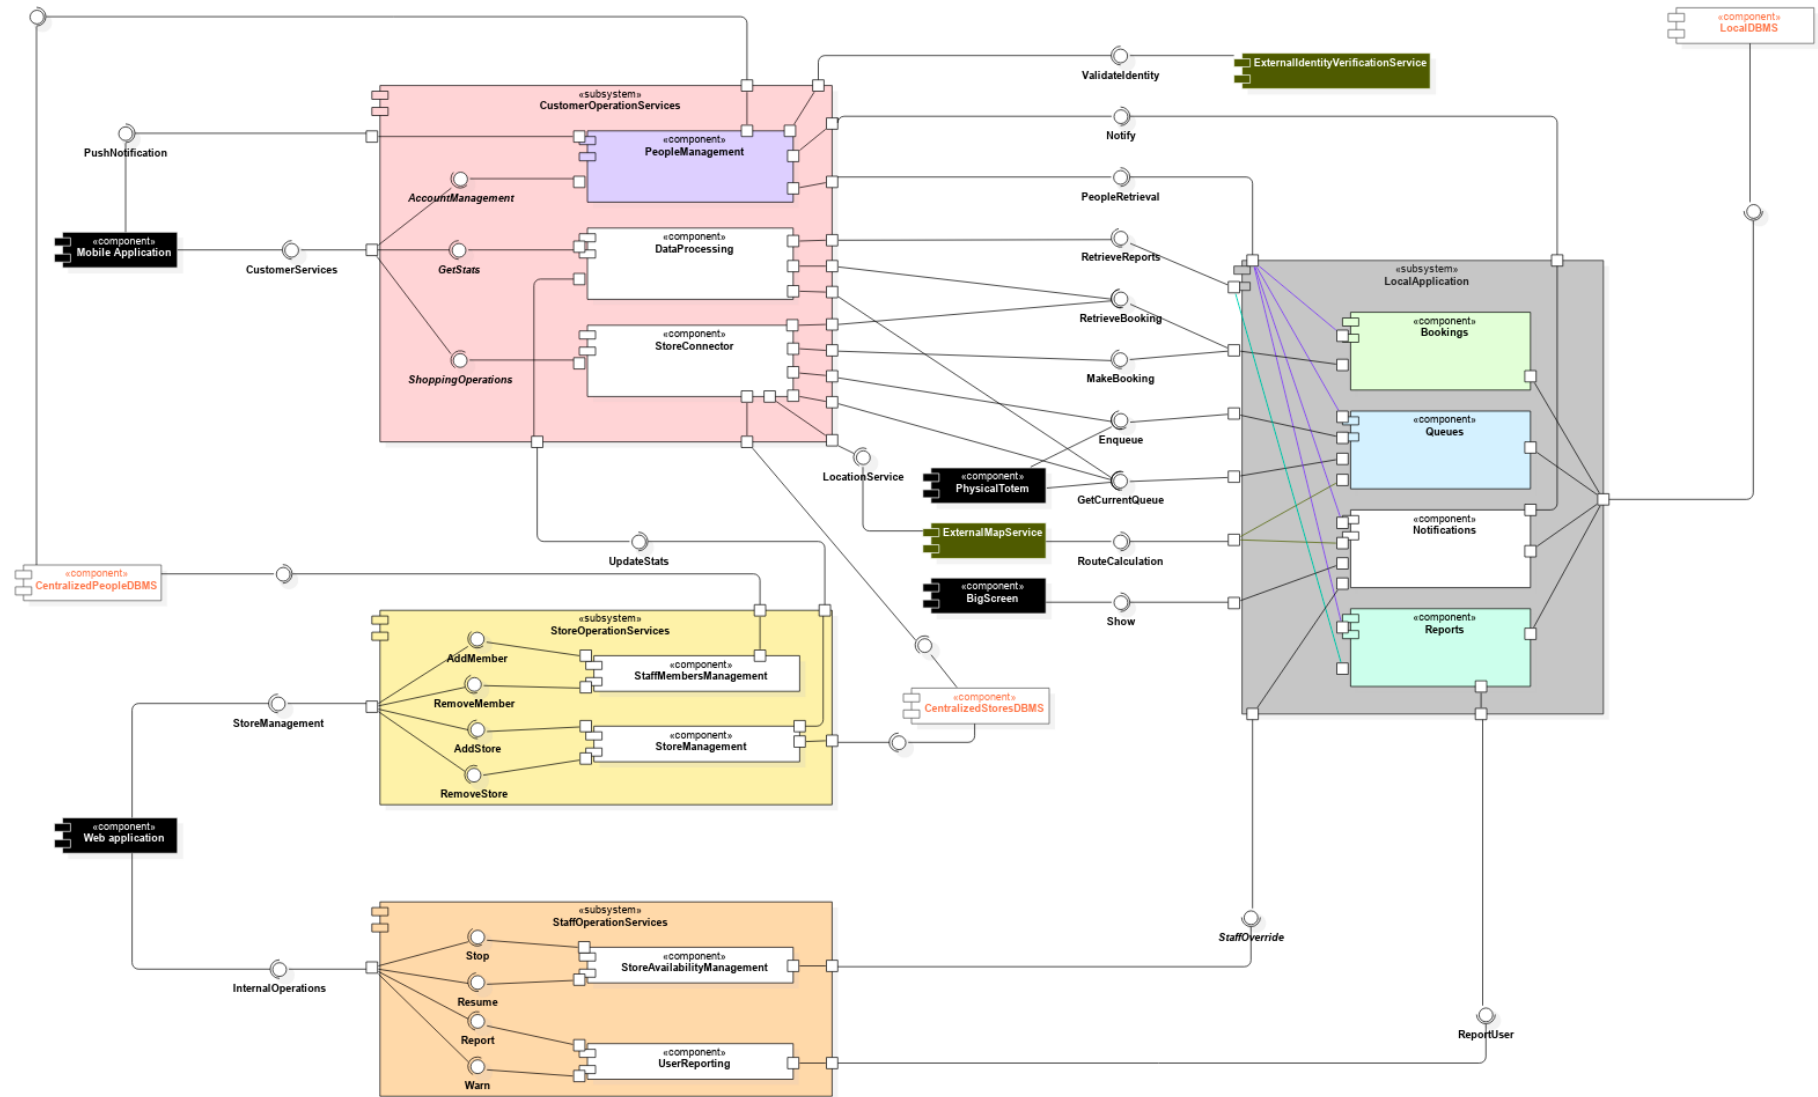 «component»
LocalDBMS
ExternalIdentityVerificationService
ValidateIdentity
«subsystem»
CustomerOperationServices
Notify
PushNotification
«component»
PeopleManagement
AccountManagement
PeopleRetrieval
«component»
Mobile Application
CustomerServices
GetStats
«component»
DataProcessing
RetrieveReports
«subsystem»
LocalApplication
RetrieveBooking
«component»
Bookings
«component»
StoreConnector
ShoppingOperations
MakeBooking
«component»
Queues
Enqueue
LocationService
«component»
PhysicalTotem
GetCurrentQueue
«component»
Notifications
ExternalMapService
RouteCalculation
UpdateStats
«component»
CentralizedPeopleDBMS
«component»
BigScreen
Show
«subsystem»
StoreOperationServices
«component»
Reports
AddMember
«component»
StaffMembersManagement
RemoveMember
«component»
CentralizedStoresDBMS
StoreManagement
AddStore
«component»
StoreManagement
RemoveStore
«component»
Web application
«subsystem»
StaffOperationServices
StaffOverride
Stop
«component»
StoreAvailabilityManagement
InternalOperations
Resume
Report
ReportUser
«component»
UserReporting
Warn